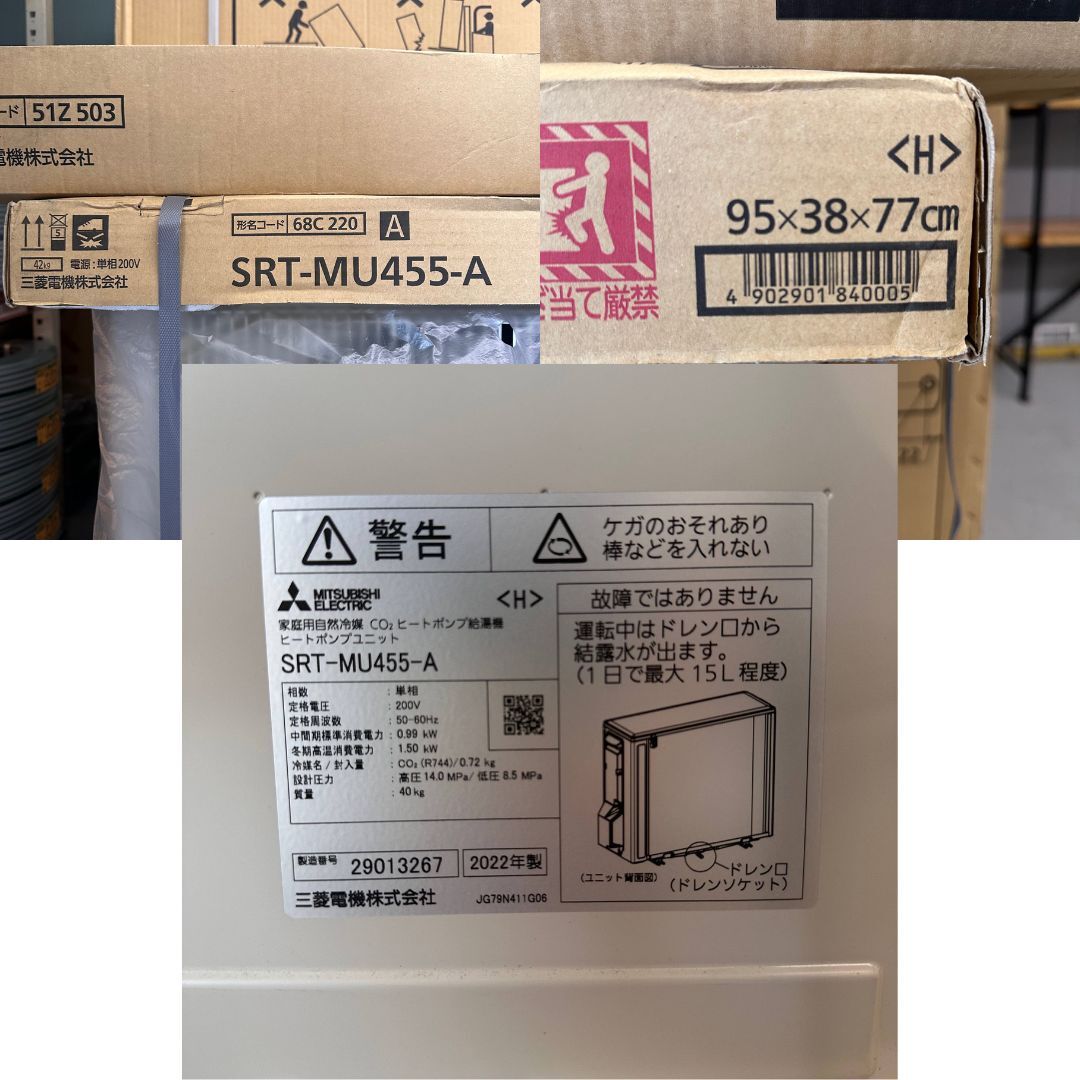 ード 51Z 503
電機株式会社
形名コード 68C 220 A
5
42kg 電源:単相200V
三菱電機株式会社
SRT-MU455-A
<H>
95×38×77cm
4 902901 840005
当て厳禁
警告
ケガのおそれあり
棒などを入れない
MITSUBISHI
ELECTRIC
<H>
家庭用自然冷媒 CO₂ ヒートポンプ給湯機
ヒートポンプユニット
SRT-MU455-A
相数 : 単相
定格電圧 : 200V
定格周波数 : 50-60Hz
中間期標準消費電力 : 0.99 kW
冬期高温消費電力 : 1.50 kW
冷媒名 / 封入量 : CO₂ (R744)/0.72 kg
設計圧力 : 高圧 14.0 MPa/ 低圧 8.5 MPa
質量 : 40kg
製造番号 29013267 2022年製
三菱電機株式会社 JG79N411G06
故障ではありません
運転中はドレン口から
結露水が出ます。
(1日で最大 15L 程度)
(ユニット背面図)
ドレン口
(ドレンソケット)